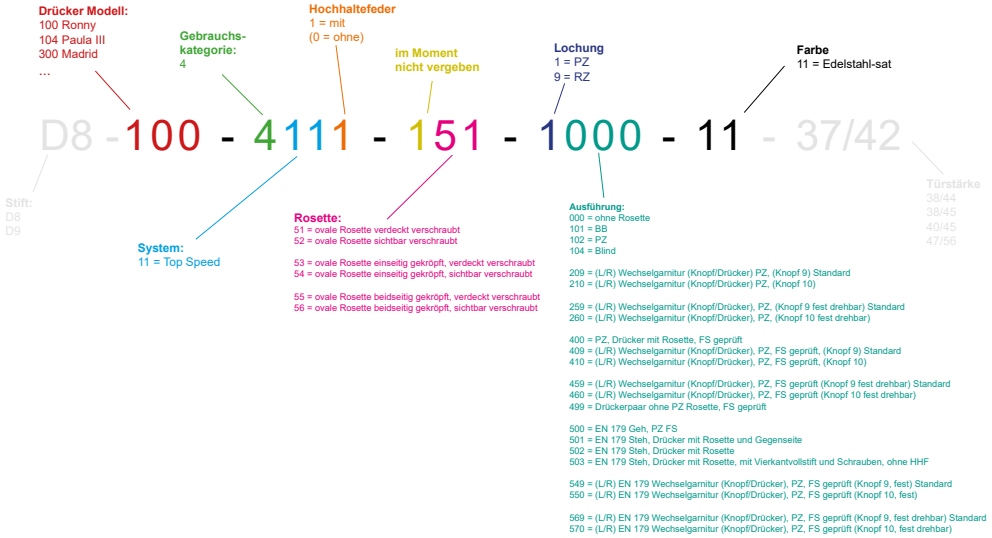 Drücker Modell:
100 Ronny
104 Paula III
300 Madrid
...
Gebrauchs-
kategorie:
4
Hochhaltefeder
1 = mit
(0 = ohne)
im Moment
nicht vergeben
Lochung
1 = PZ
9 = RZ
Farbe
11 = Edelstahl-sat
D8 - 100 - 4111 - 151 - 1000 - 11 - 37/42
Stift:
D8
D9
Türstärke
38/44
38/45
40/45
47/56
System:
11 = Top Speed
Rosette:
51 = ovale Rosette verdeckt verschraubt
52 = ovale Rosette sichtbar verschraubt
53 = ovale Rosette einseitig gekröpft, verdeckt verschraubt
54 = ovale Rosette einseitig gekröpft, sichtbar verschraubt
55 = ovale Rosette beidseitig gekröpft, verdeckt verschraubt
56 = ovale Rosette beidseitig gekröpft, sichtbar verschraubt
Ausführung:
000 = ohne Rosette
101 = BB
102 = PZ
104 = Blind
209 = (L/R) Wechselgarnitur (Knopf/Drücker) PZ, (Knopf 9) Standard
210 = (L/R) Wechselgarnitur (Knopf/Drücker) PZ, (Knopf 10)
259 = (L/R) Wechselgarnitur (Knopf/Drücker), PZ, (Knopf 9 fest drehbar) Standard
260 = (L/R) Wechselgarnitur (Knopf/Drücker), PZ, (Knopf 10 fest drehbar)
400 = PZ, Drücker mit Rosette, FS geprüft
409 = (L/R) Wechselgarnitur (Knopf/Drücker), PZ, FS geprüft, (Knopf 9) Standard
410 = (L/R) Wechselgarnitur (Knopf/Drücker), PZ, FS geprüft, (Knopf 10)
459 = (L/R) Wechselgarnitur (Knopf/Drücker), PZ, FS geprüft (Knopf 9 fest drehbar) Standard
460 = (L/R) Wechselgarnitur (Knopf/Drücker), PZ, FS geprüft (Knopf 10 fest drehbar)
499 = Drückerpaar ohne PZ Rosette, FS geprüft
500 = EN 179 Geh, PZ FS
501 = EN 179 Steh, Drücker mit Rosette und Gegenseite
502 = EN 179 Steh, Drücker mit Rosette
503 = EN 179 Steh, Drücker mit Rosette, mit Vierkantvollstift und Schrauben, ohne HHF
549 = (L/R) EN 179 Wechselgarnitur (Knopf/Drücker), PZ, FS geprüft (Knopf 9, fest) Standard
550 = (L/R) EN 179 Wechselgarnitur (Knopf/Drücker), PZ, FS geprüft (Knopf 10, fest)
569 = (L/R) EN 179 Wechselgarnitur (Knopf/Drücker), PZ, FS geprüft (Knopf 9, fest drehbar) Standard
570 = (L/R) EN 179 Wechselgarnitur (Knopf/Drücker), PZ, FS geprüft (Knopf 10, fest drehbar)